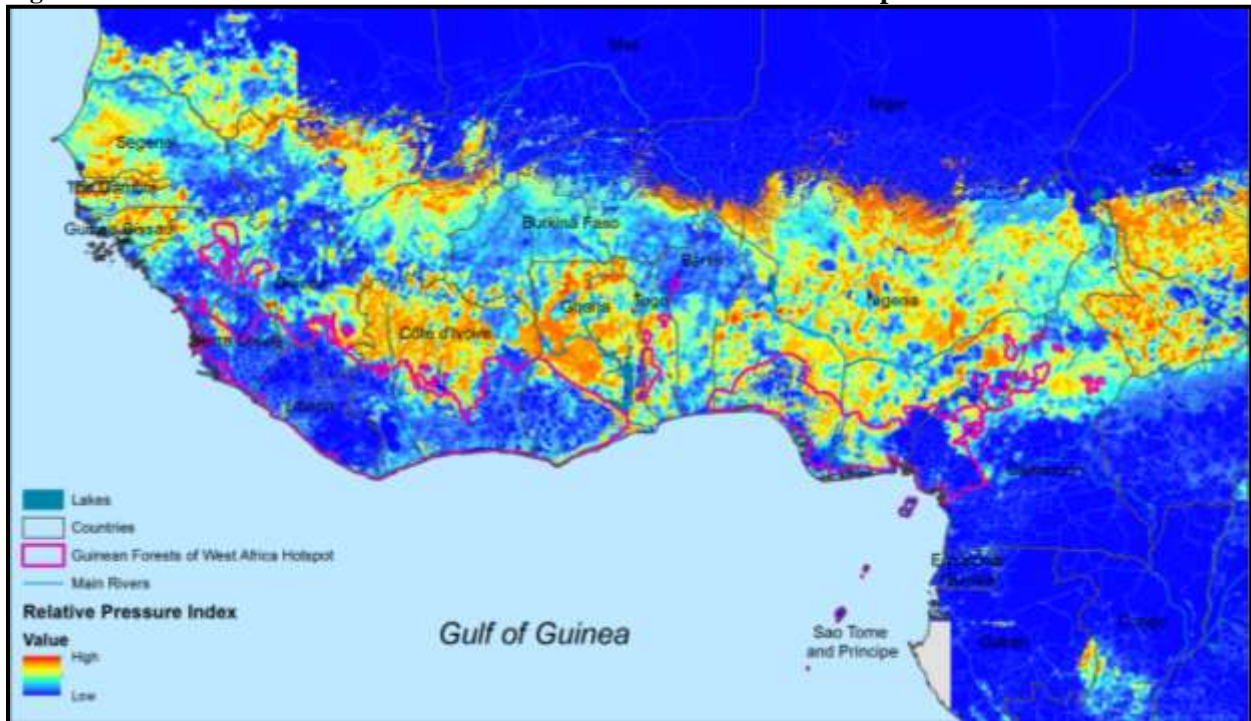 Mali
Niger
Chad
Senegal
The Gambia
Guinea Bissau
Burkina Faso
Benin
Guinea
Ghana
Togo
Nigeria
Côte d'Ivoire
Sierra Leone
Liberia
Cameroon
Equatorial
Guinea
Gabon
Congo
Sao Tome
and Principe
Gulf of Guinea
Lakes
Countries
Guinean Forests of West Africa Hotspot
Main Rivers
Relative Pressure Index
Value
High
Low